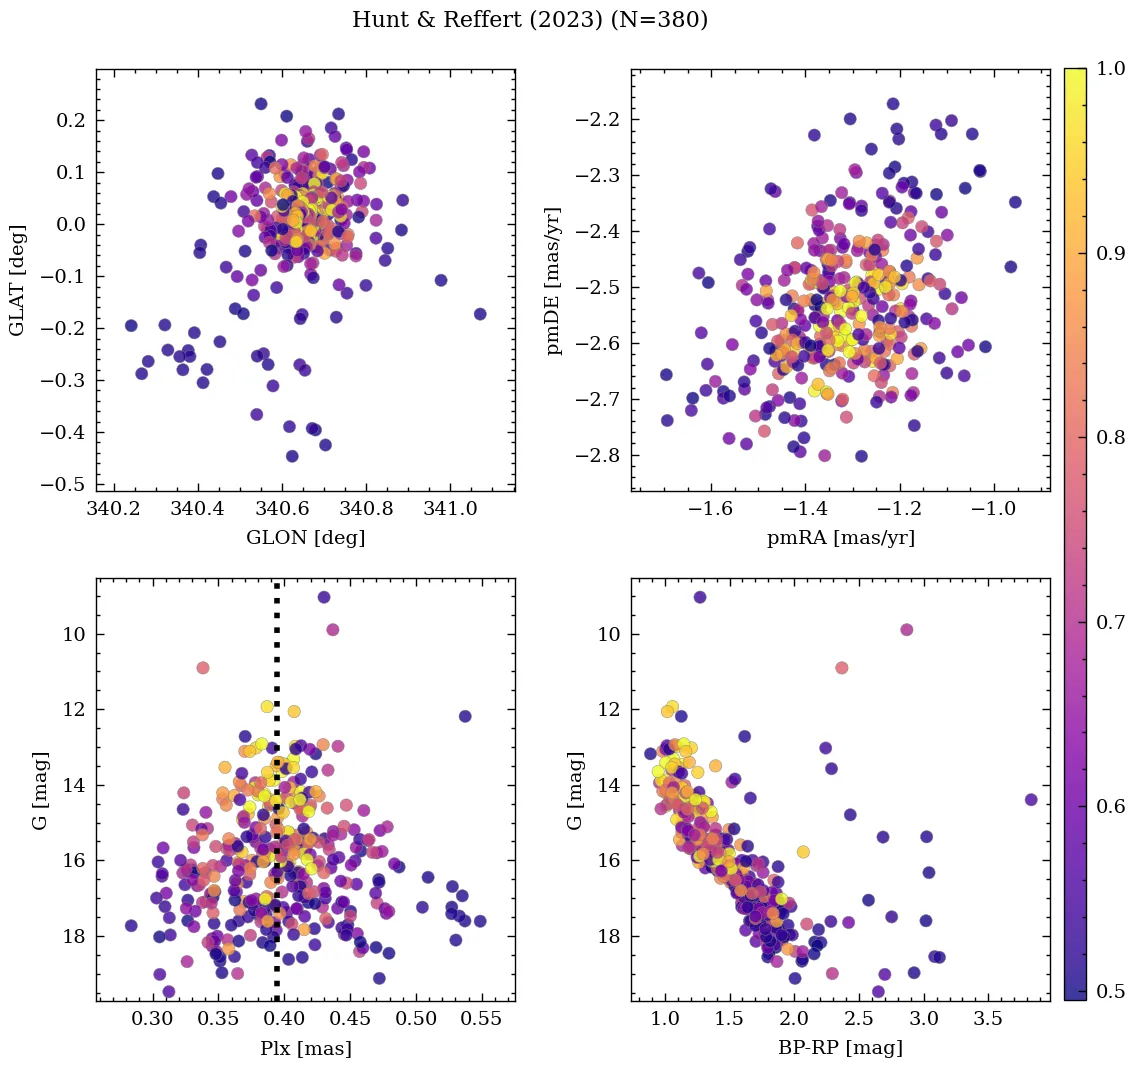 Hunt & Reffert (2023) (N=380)
0.2
0.1
0.0
−0.1
−0.2
−0.3
−0.4
−0.5
GLAT [deg]
340.2 340.4 340.6 340.8 341.0
GLON [deg]
−2.2
−2.3
−2.4
−2.5
−2.6
−2.7
−2.8
pmDE [mas/yr]
−1.6 −1.4 −1.2 −1.0
pmRA [mas/yr]
1.0
0.9
0.8
0.7
0.6
0.5
10
12
14
16
18
G [mag]
0.30 0.35 0.40 0.45 0.50 0.55
Plx [mas]
10
12
14
16
18
G [mag]
1.0 1.5 2.0 2.5 3.0 3.5
BP-RP [mag]